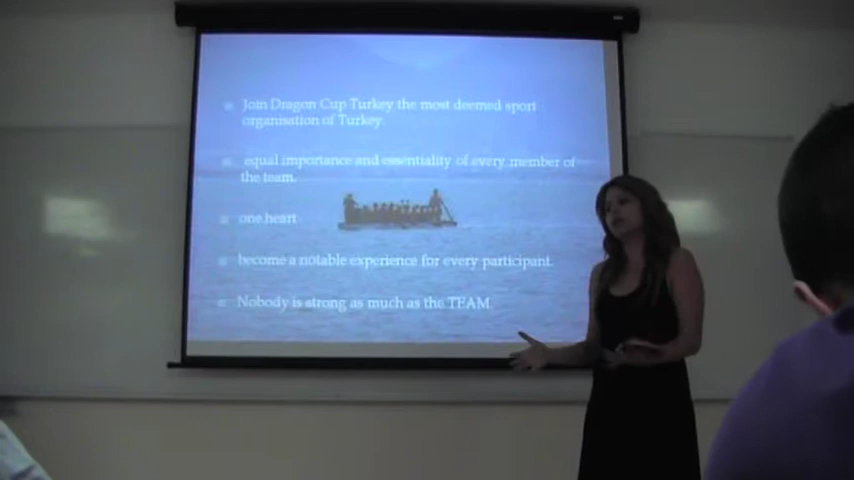 Join Dragon Cup Turkey the most deemed sport
organisation of Turkey.
equal importance and essentiality of every member of
the team.
one heart
become a notable experience for every participant.
Nobody is strong as much as the TEAM.